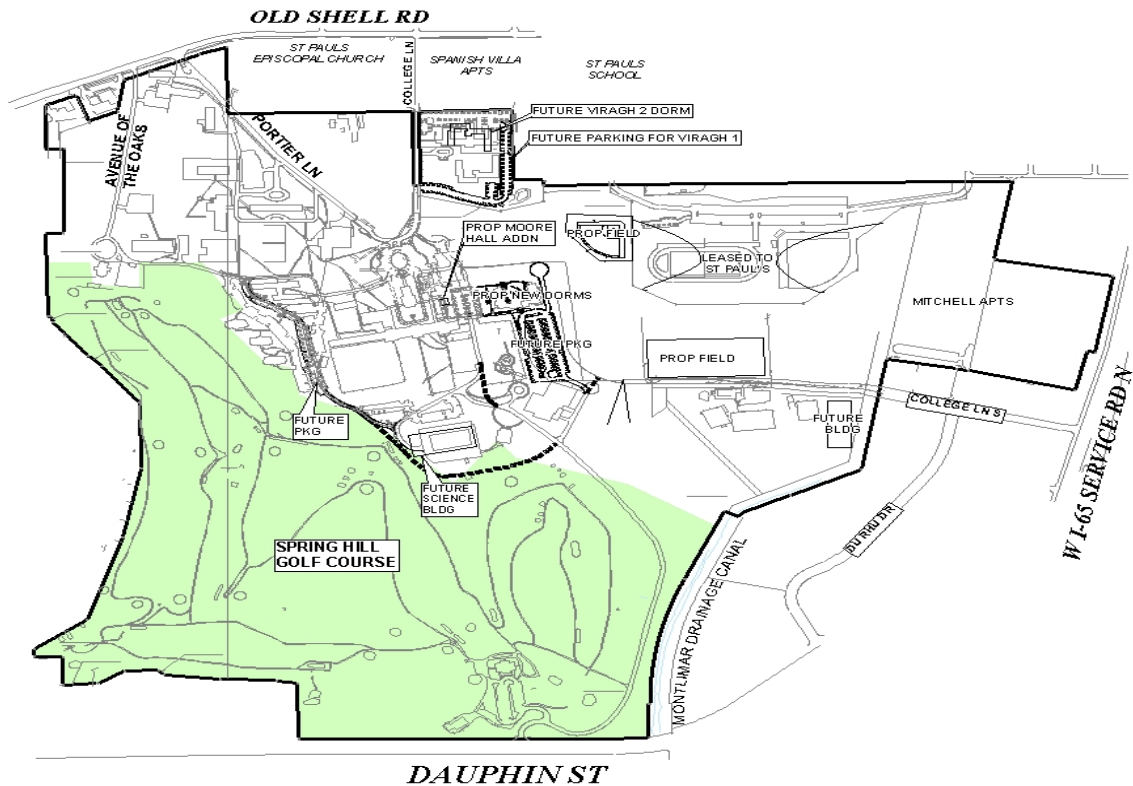 OLD SHELL RD
ST PAULS
EPISCOPAL CHURCH
COLLEGE LN
SPANISH VILLA
APTS
ST PAULS
SCHOOL
AVENUE OF
THE OAKS
PORTIER LN
FUTURE VIRAGH 2 DORM
FUTURE PARKING FOR VIRAGH 1
PROP MOORE
HALL ADDN
PROP FIELD
LEASED TO
ST PAUL'S
PROP NEW DORMS
MITCHELL APTS
FUTURE PKG
PROP FIELD
COLLEGE LN S
FUTURE
PKG
FUTURE
BLDG
FUTURE
SCIENCE
BLDG
W I-65 SERVICE RD N
DU RHU DR
SPRING HILL
GOLF COURSE
MONTLIMAR DRAINAGE CANAL
DAUPHIN ST